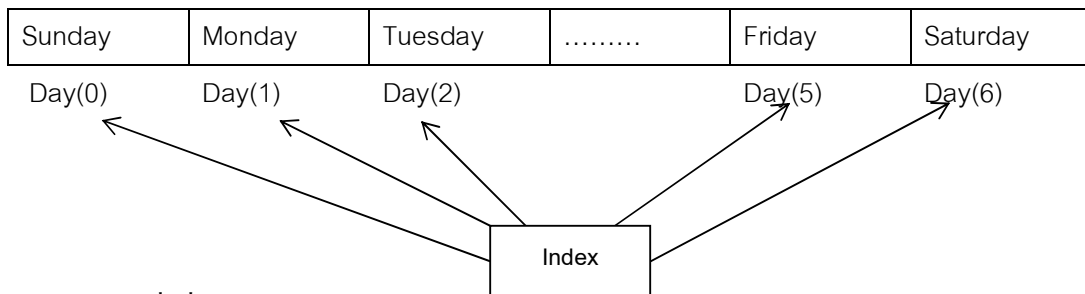 Sunday Monday Tuesday ……… Friday Saturday
Day(0) Day(1) Day(2) Day(5) Day(6)
Index